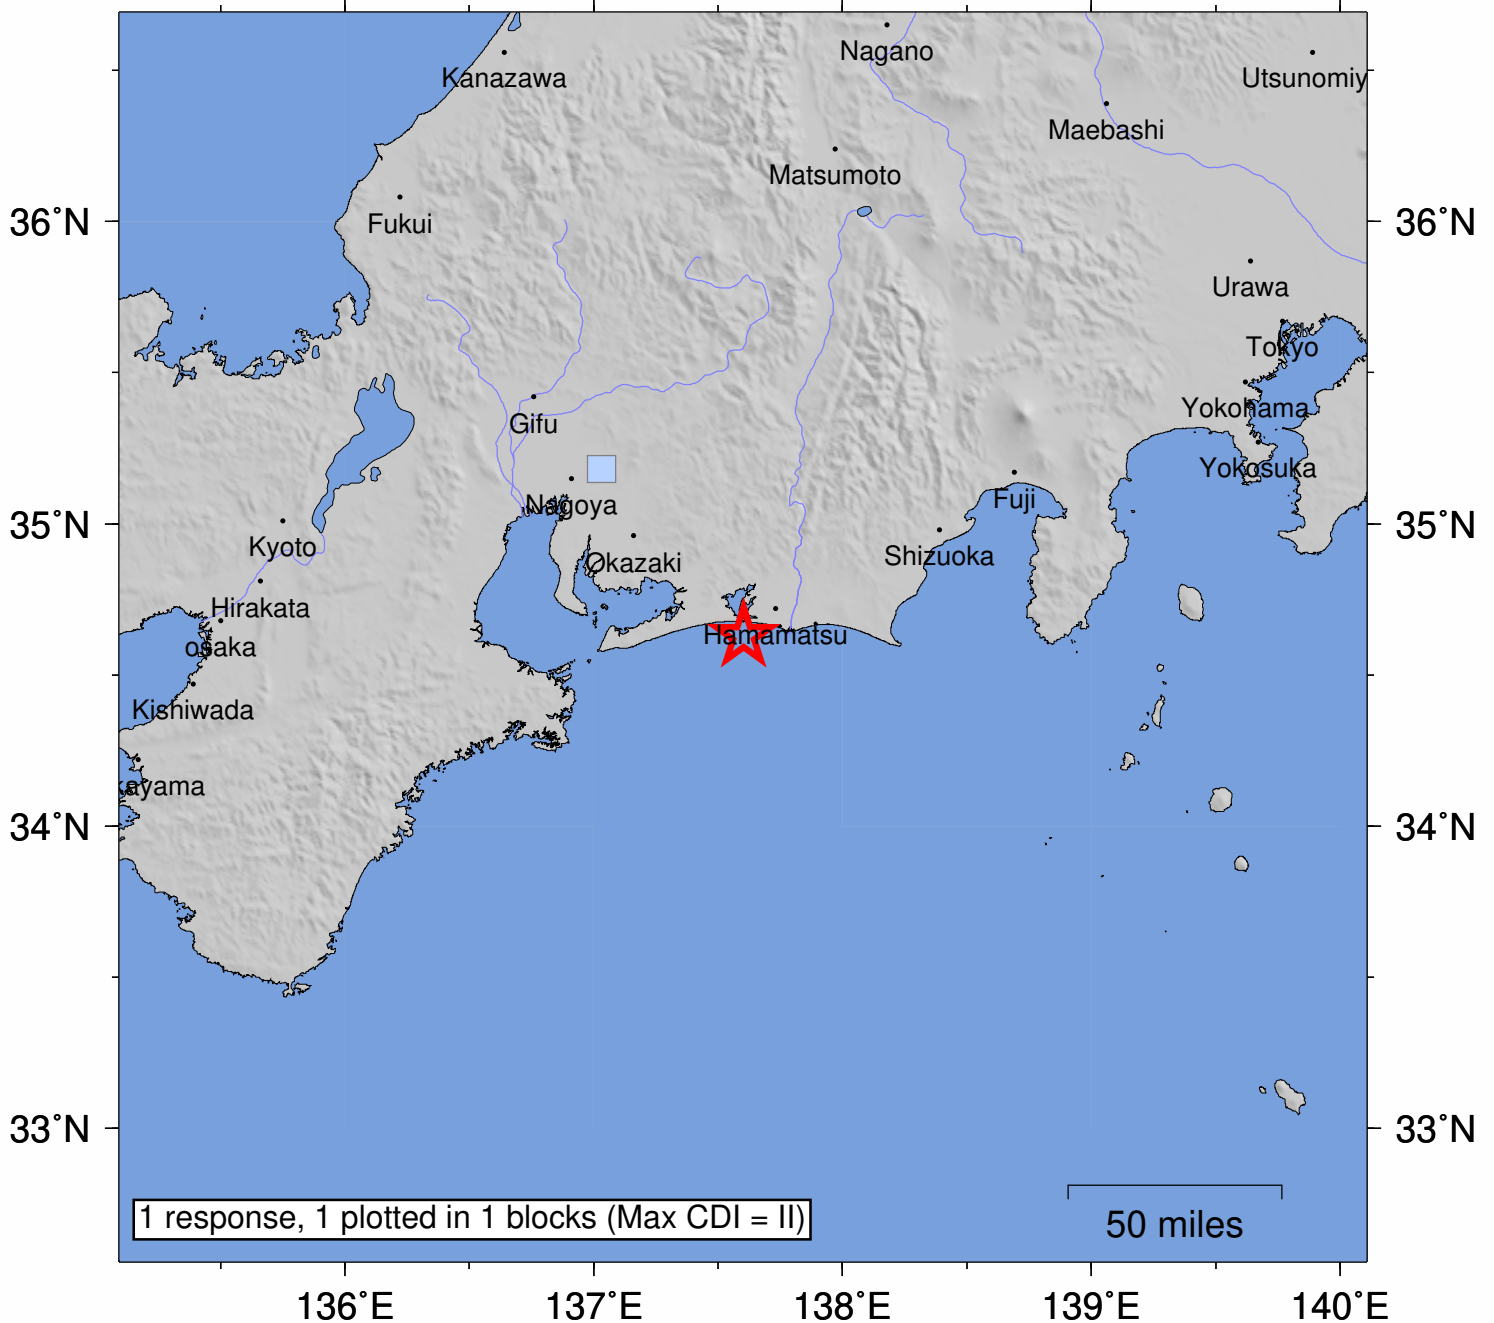 Nagano
Kanazawa
Utsunomiy
Maebashi
Matsumoto
36˚N
Fukui
36˚N
Urawa
Tokyo
Yokohama
Gifu
Yokosuka
Nagoya
Fuji
35˚N
35˚N
Kyoto
Okazaki
Shizuoka
Hirakata
Hamamatsu
osaka
Kishiwada
kayama
34˚N
34˚N
33˚N
33˚N
1 response, 1 plotted in 1 blocks (Max CDI = II)
50 miles
136˚E
137˚E
138˚E
139˚E
140˚E